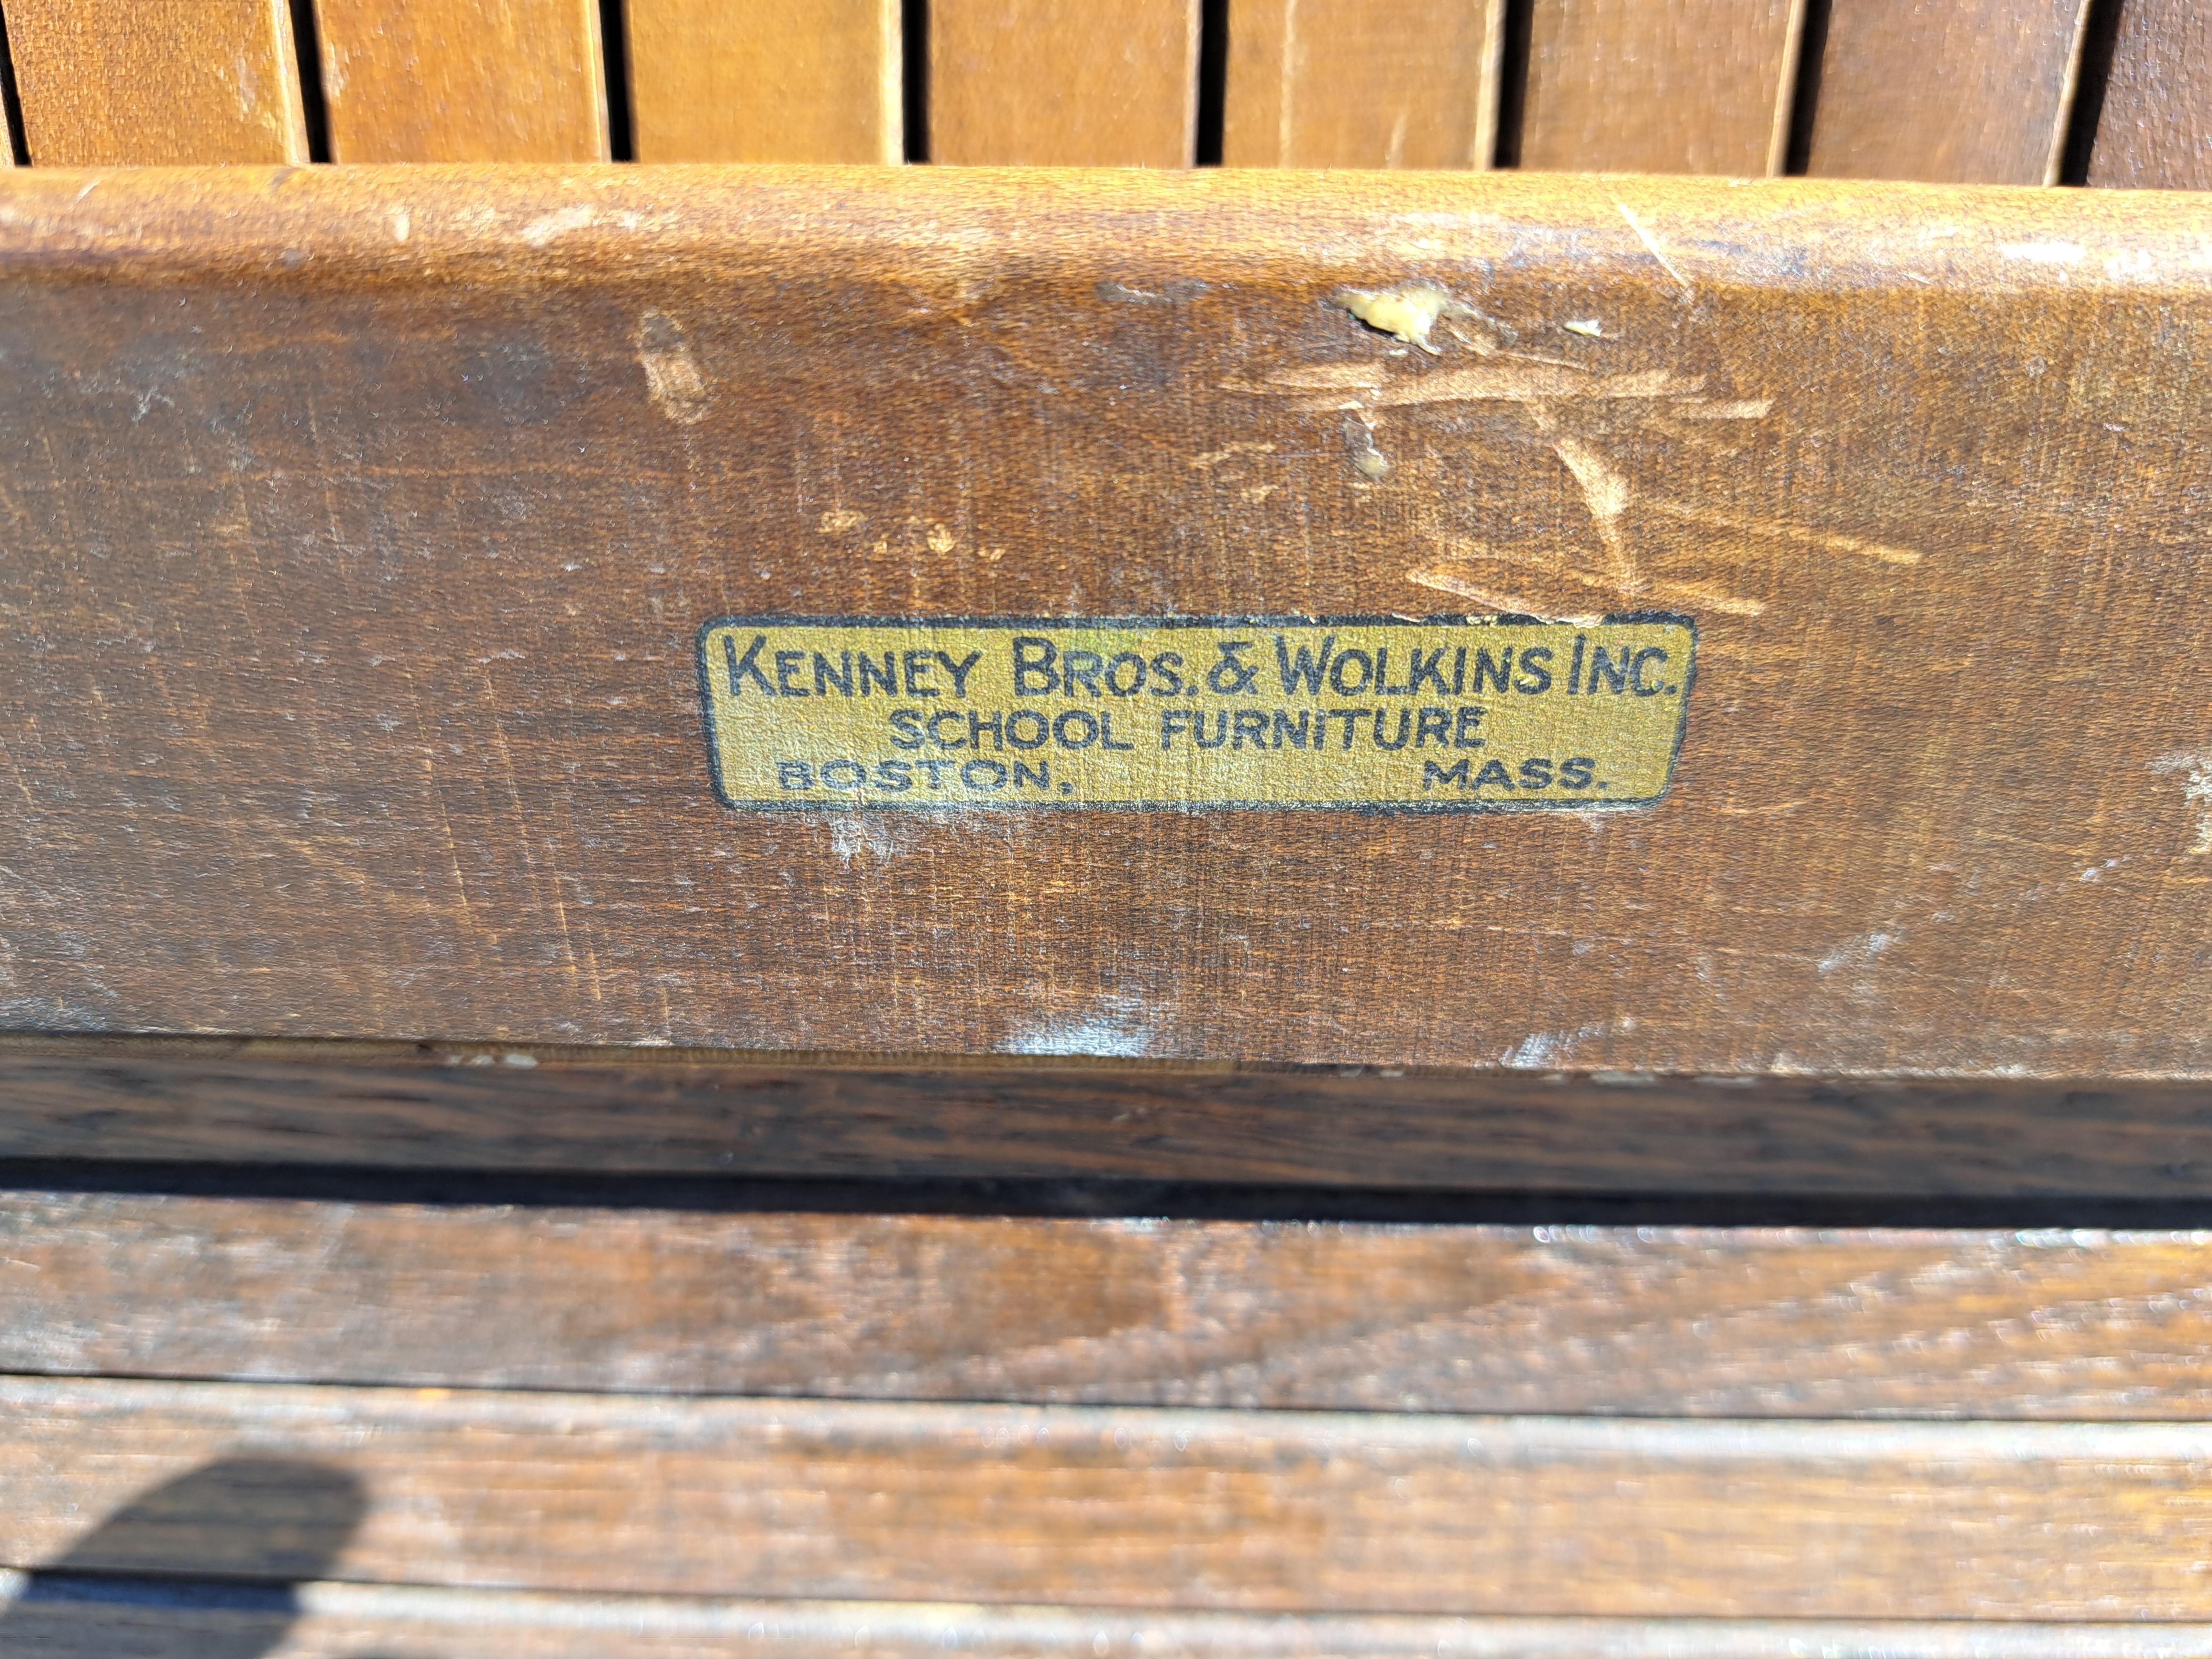 KENNEY BROS. & WOLKINS INC.
SCHOOL FURNITURE
BOSTON, MASS.